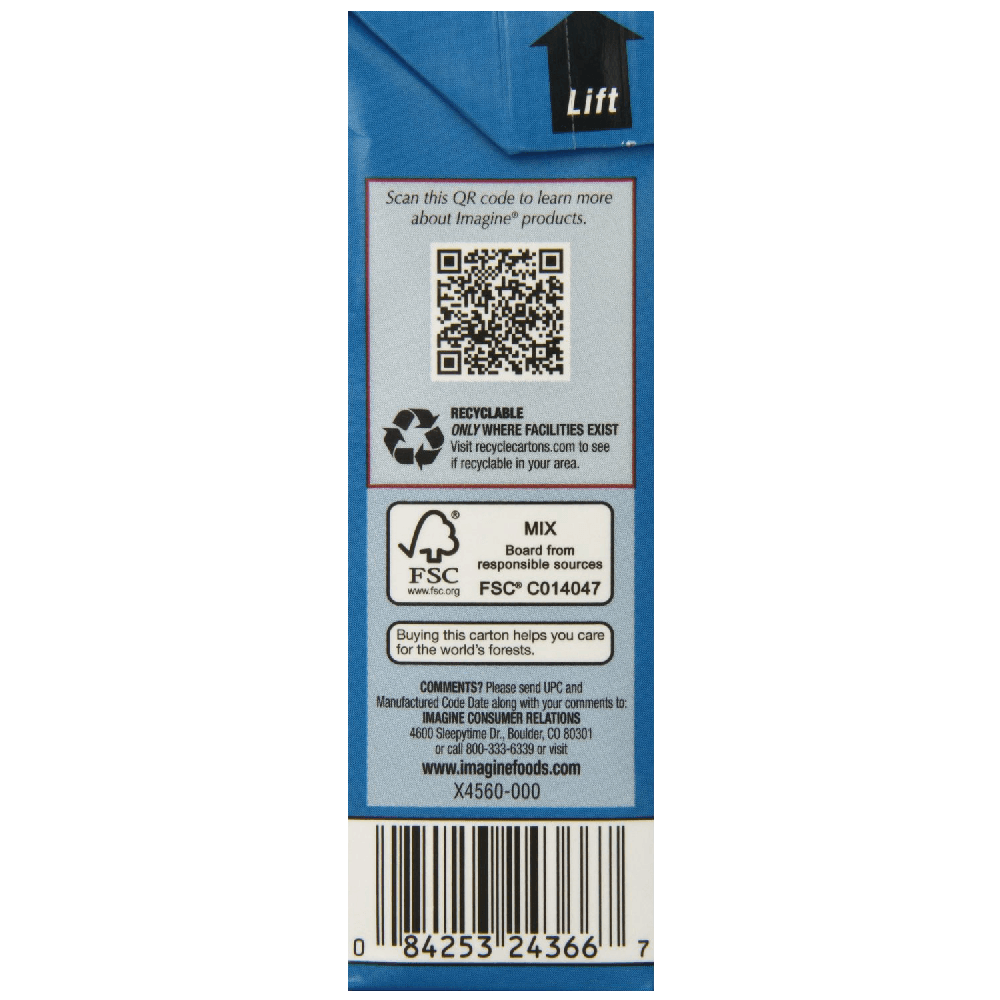 Lift
Scan this QR code to learn more
about Imagine® products.
RECYCLABLE
ONLY WHERE FACILITIES EXIST
Visit recyclecartons.com to see
if recyclable in your area.
®
FSC
www.fsc.org
MIX
Board from
responsible sources
FSC® C014047
Buying this carton helps you care
for the world's forests.
COMMENTS? Please send UPC and
Manufactured Code Date along with your comments to:
IMAGINE CONSUMER RELATIONS
4600 Sleepytime Dr., Boulder, CO 80301
or call 800-333-6339 or visit
www.imaginefoods.com
X4560-000
0 84253 24366 7